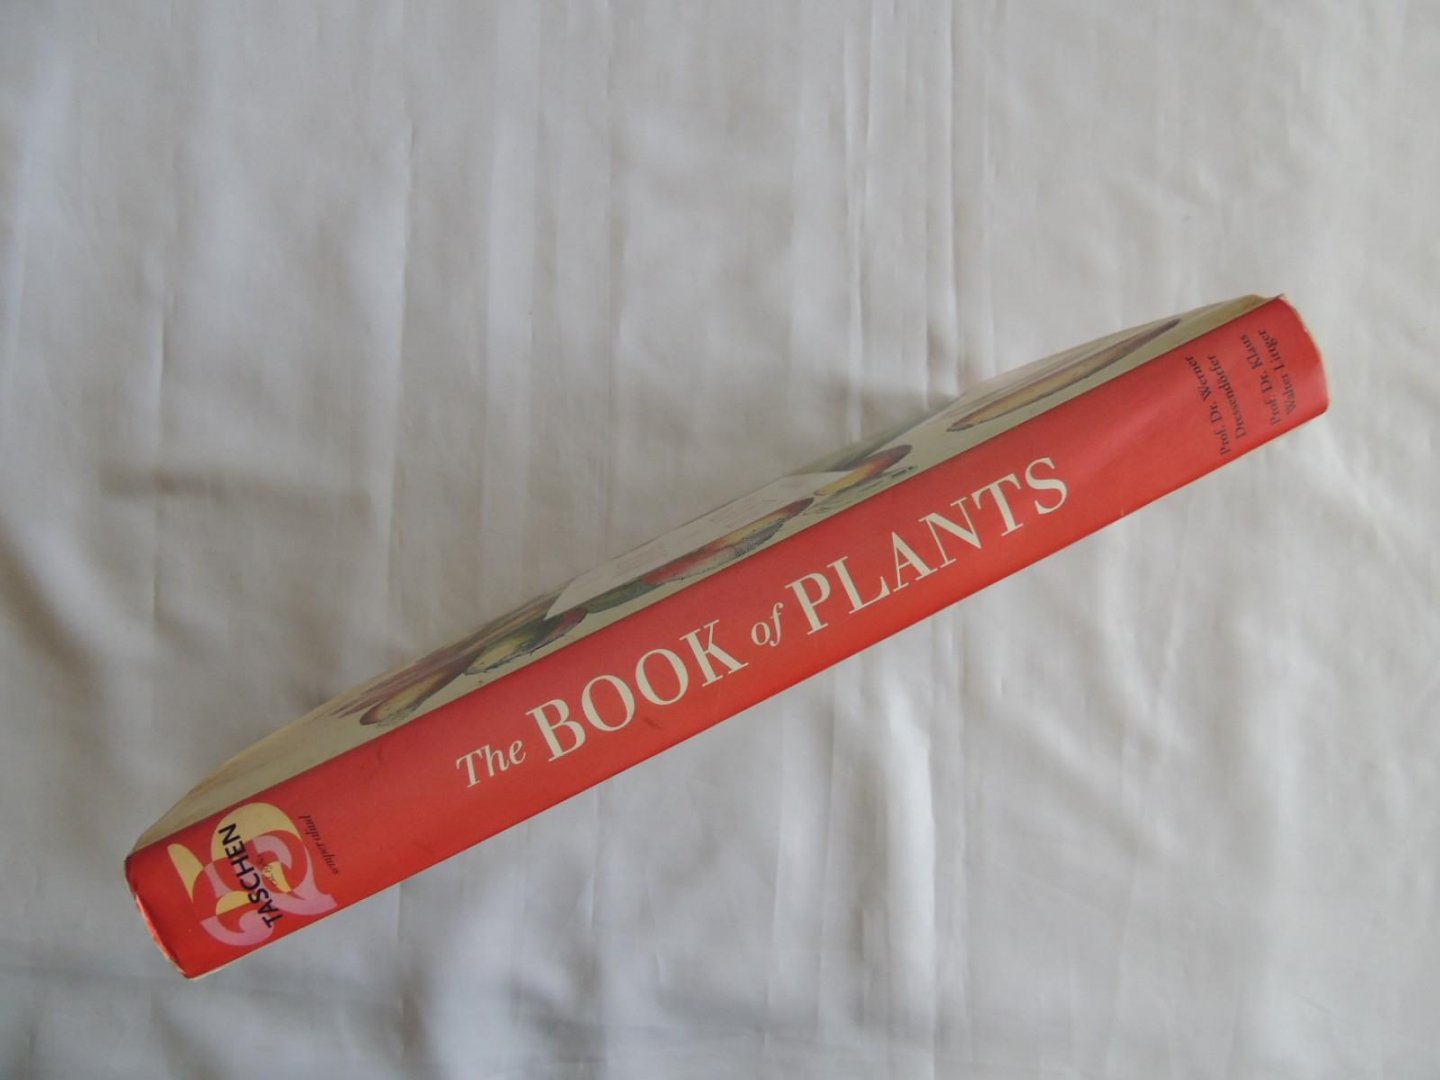 Prof. Dr. Werner
Dressendörfer
Prof. Dr. Klaus
Walter Littger
The BOOK of PLANTS
TASCHEN